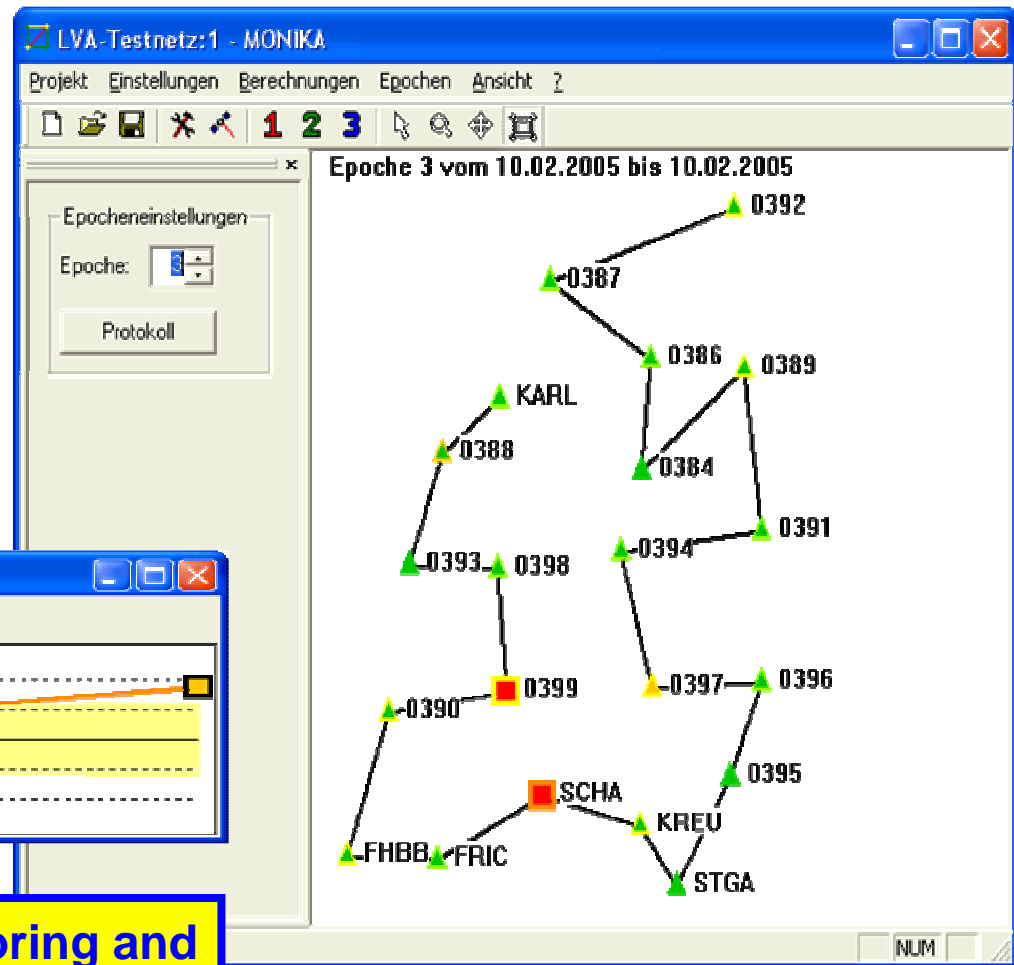 LVA-Testnetz:1 - MONIKA
Projekt Einstellungen Berechnungen Epochen Ansicht ?
1 2 3
Epoche 3 vom 10.02.2005 bis 10.02.2005
Epocheneinstellungen
Epoche: 3
Protokoll
0392
0387
0386
0389
KARL
0388
0384
0391
0394
0393
0398
0399
0397
0396
0390
0395
SCHA
KREU
FHBB
FRIC
STGA
oring and
NUM